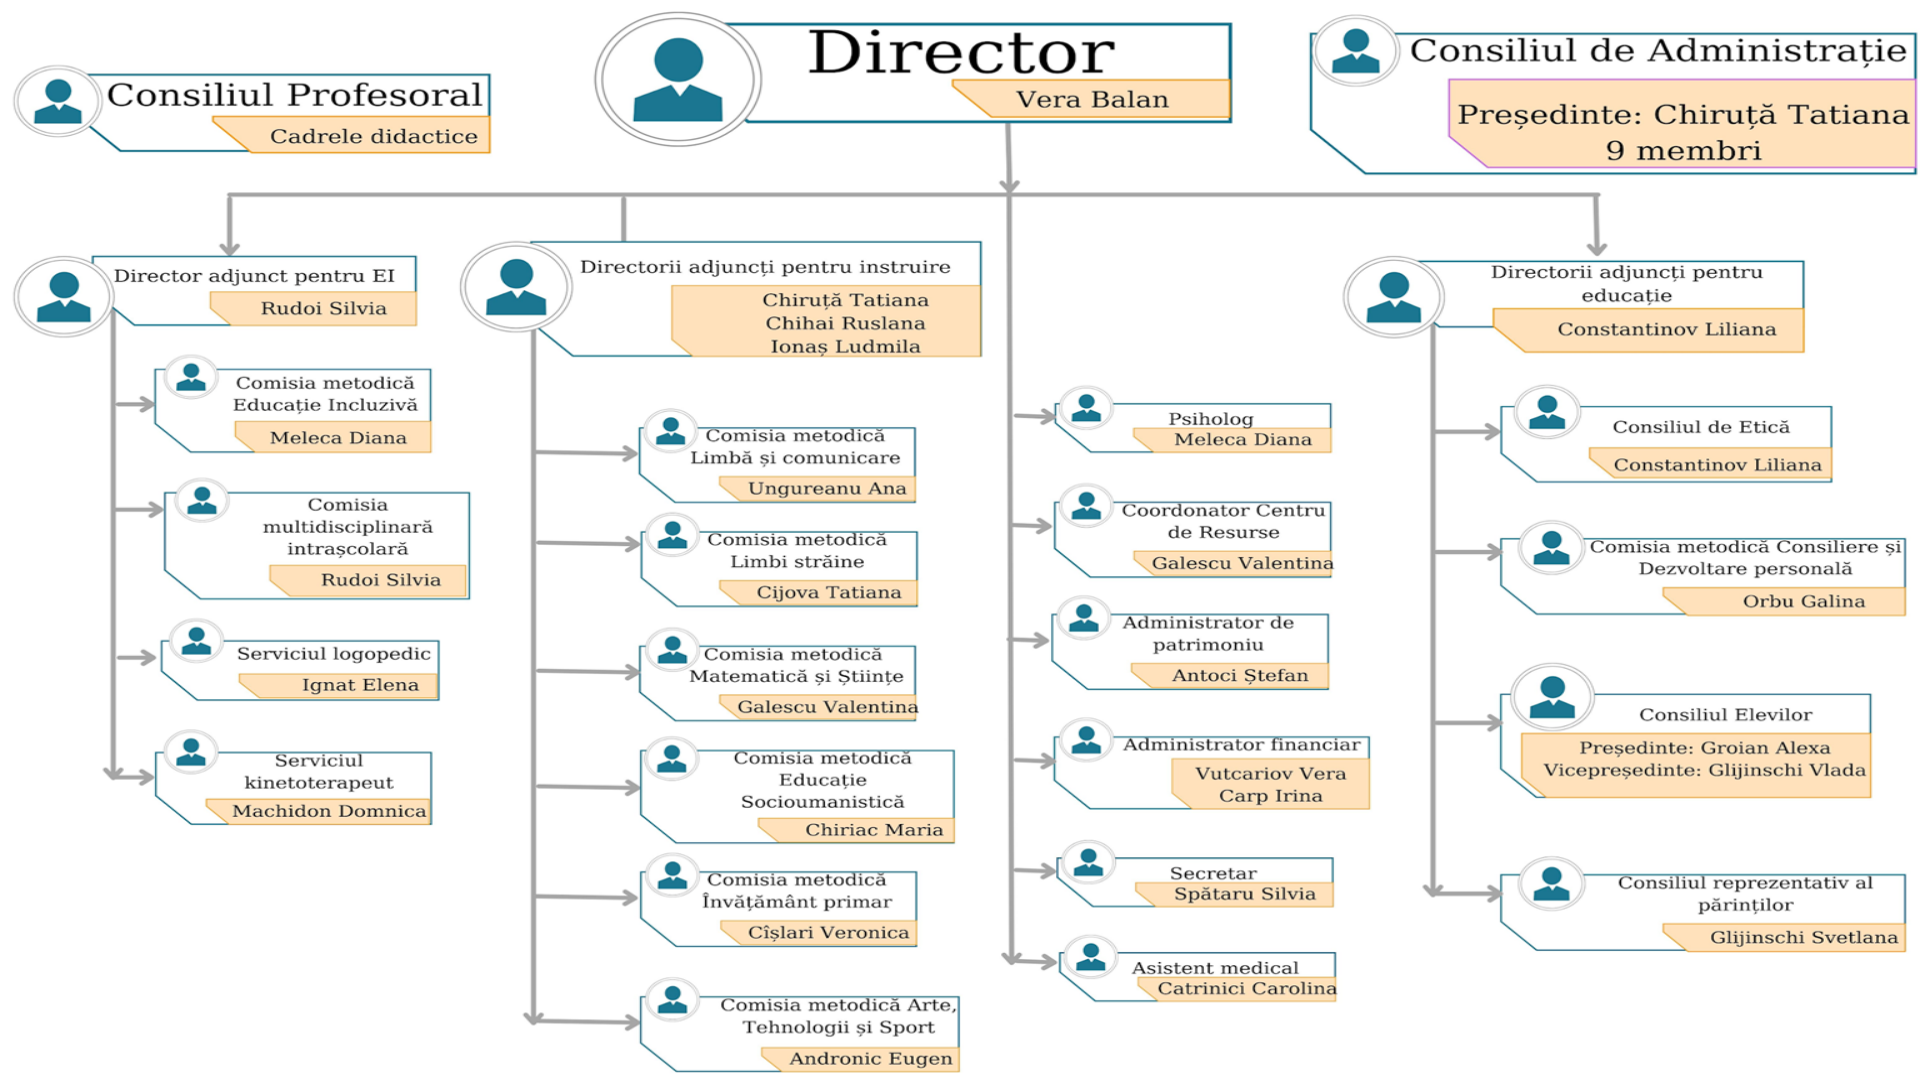 Director
Vera Balan
Consiliul Profesoral
Cadrele didactice
Consiliul de Administrație
Președinte: Chiruță Tatiana
9 membri
Director adjunct pentru EI
Rudoi Silvia
Comisia metodică
Educație Incluzivă
Meleca Diana
Comisia
multidisciplinară
intrașcolară
Rudoi Silvia
Serviciul logopedic
Ignat Elena
Serviciul
kinetoterapeut
Machidon Domnica
Directorii adjuncți pentru instruire
Chiruță Tatiana
Chihai Ruslana
Ionaș Ludmila
Comisia metodică
Limbă și comunicare
Ungureanu Ana
Comisia metodică
Limbi străine
Cijova Tatiana
Comisia metodică
Matematică și Științe
Galescu Valentina
Comisia metodică
Educație
Socioumanistică
Chiriac Maria
Comisia metodică
Învățământ primar
Cîșlari Veronica
Comisia metodică Arte,
Tehnologii și Sport
Andronic Eugen
Psiholog
Meleca Diana
Coordonator Centru
de Resurse
Galescu Valentina
Administrator de
patrimoniu
Antoci Ștefan
Administrator financiar
Vutcariov Vera
Carp Irina
Secretar
Spătaru Silvia
Asistent medical
Catrinici Carolina
Directorii adjuncți pentru
educație
Constantinov Liliana
Consiliul de Etică
Constantinov Liliana
Comisia metodică Consiliere și
Dezvoltare personală
Orbu Galina
Consiliul Elevilor
Președinte: Groian Alexa
Vicepreședinte: Glijinschi Vlada
Consiliul reprezentativ al
părinților
Glijinschi Svetlana